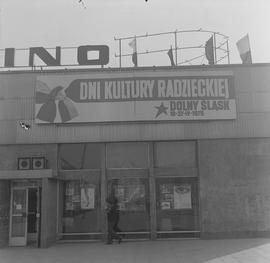 INO
DNI KULTURY RADZIECKIEJ
DOLNY ŚLĄSK